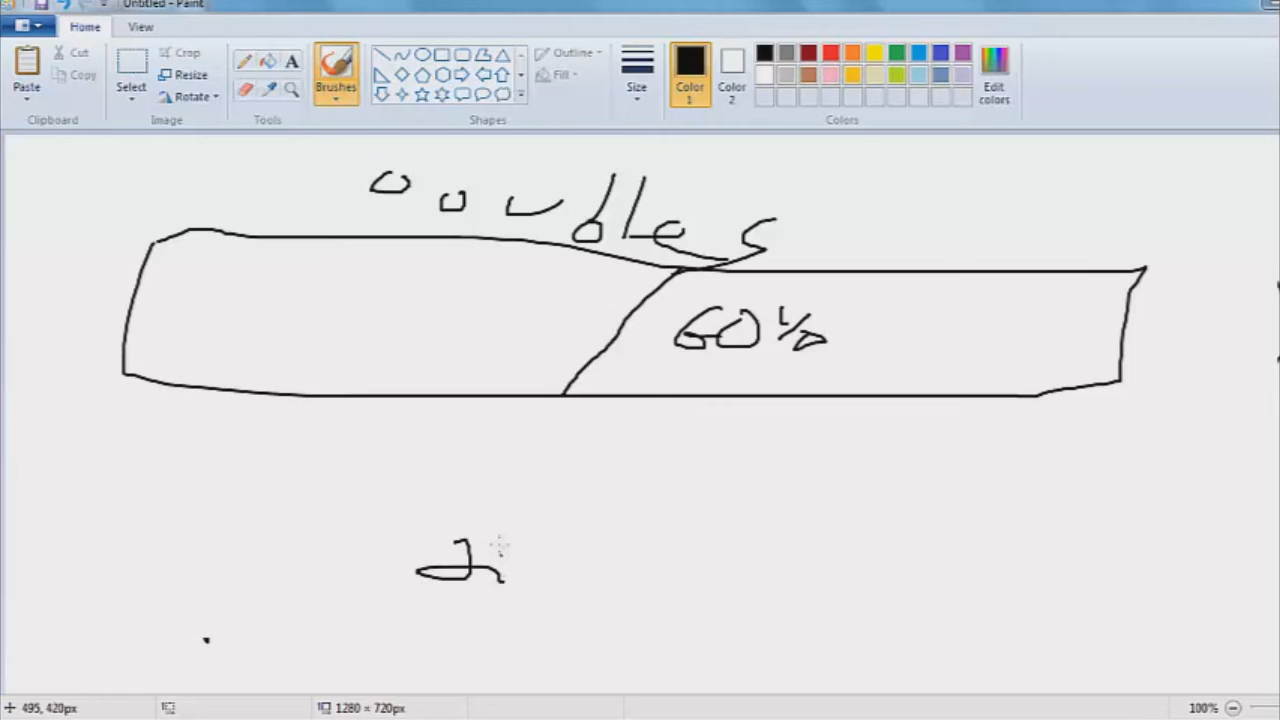 Untitled - Paint
Home View
Paste Cut Copy Select Crop Resize Rotate A Brushes Outline Fill Size Color 1 Color 2 Edit colors
Clipboard Image Tools Shapes Colors
60%
495, 420px 1280 × 720px 100%